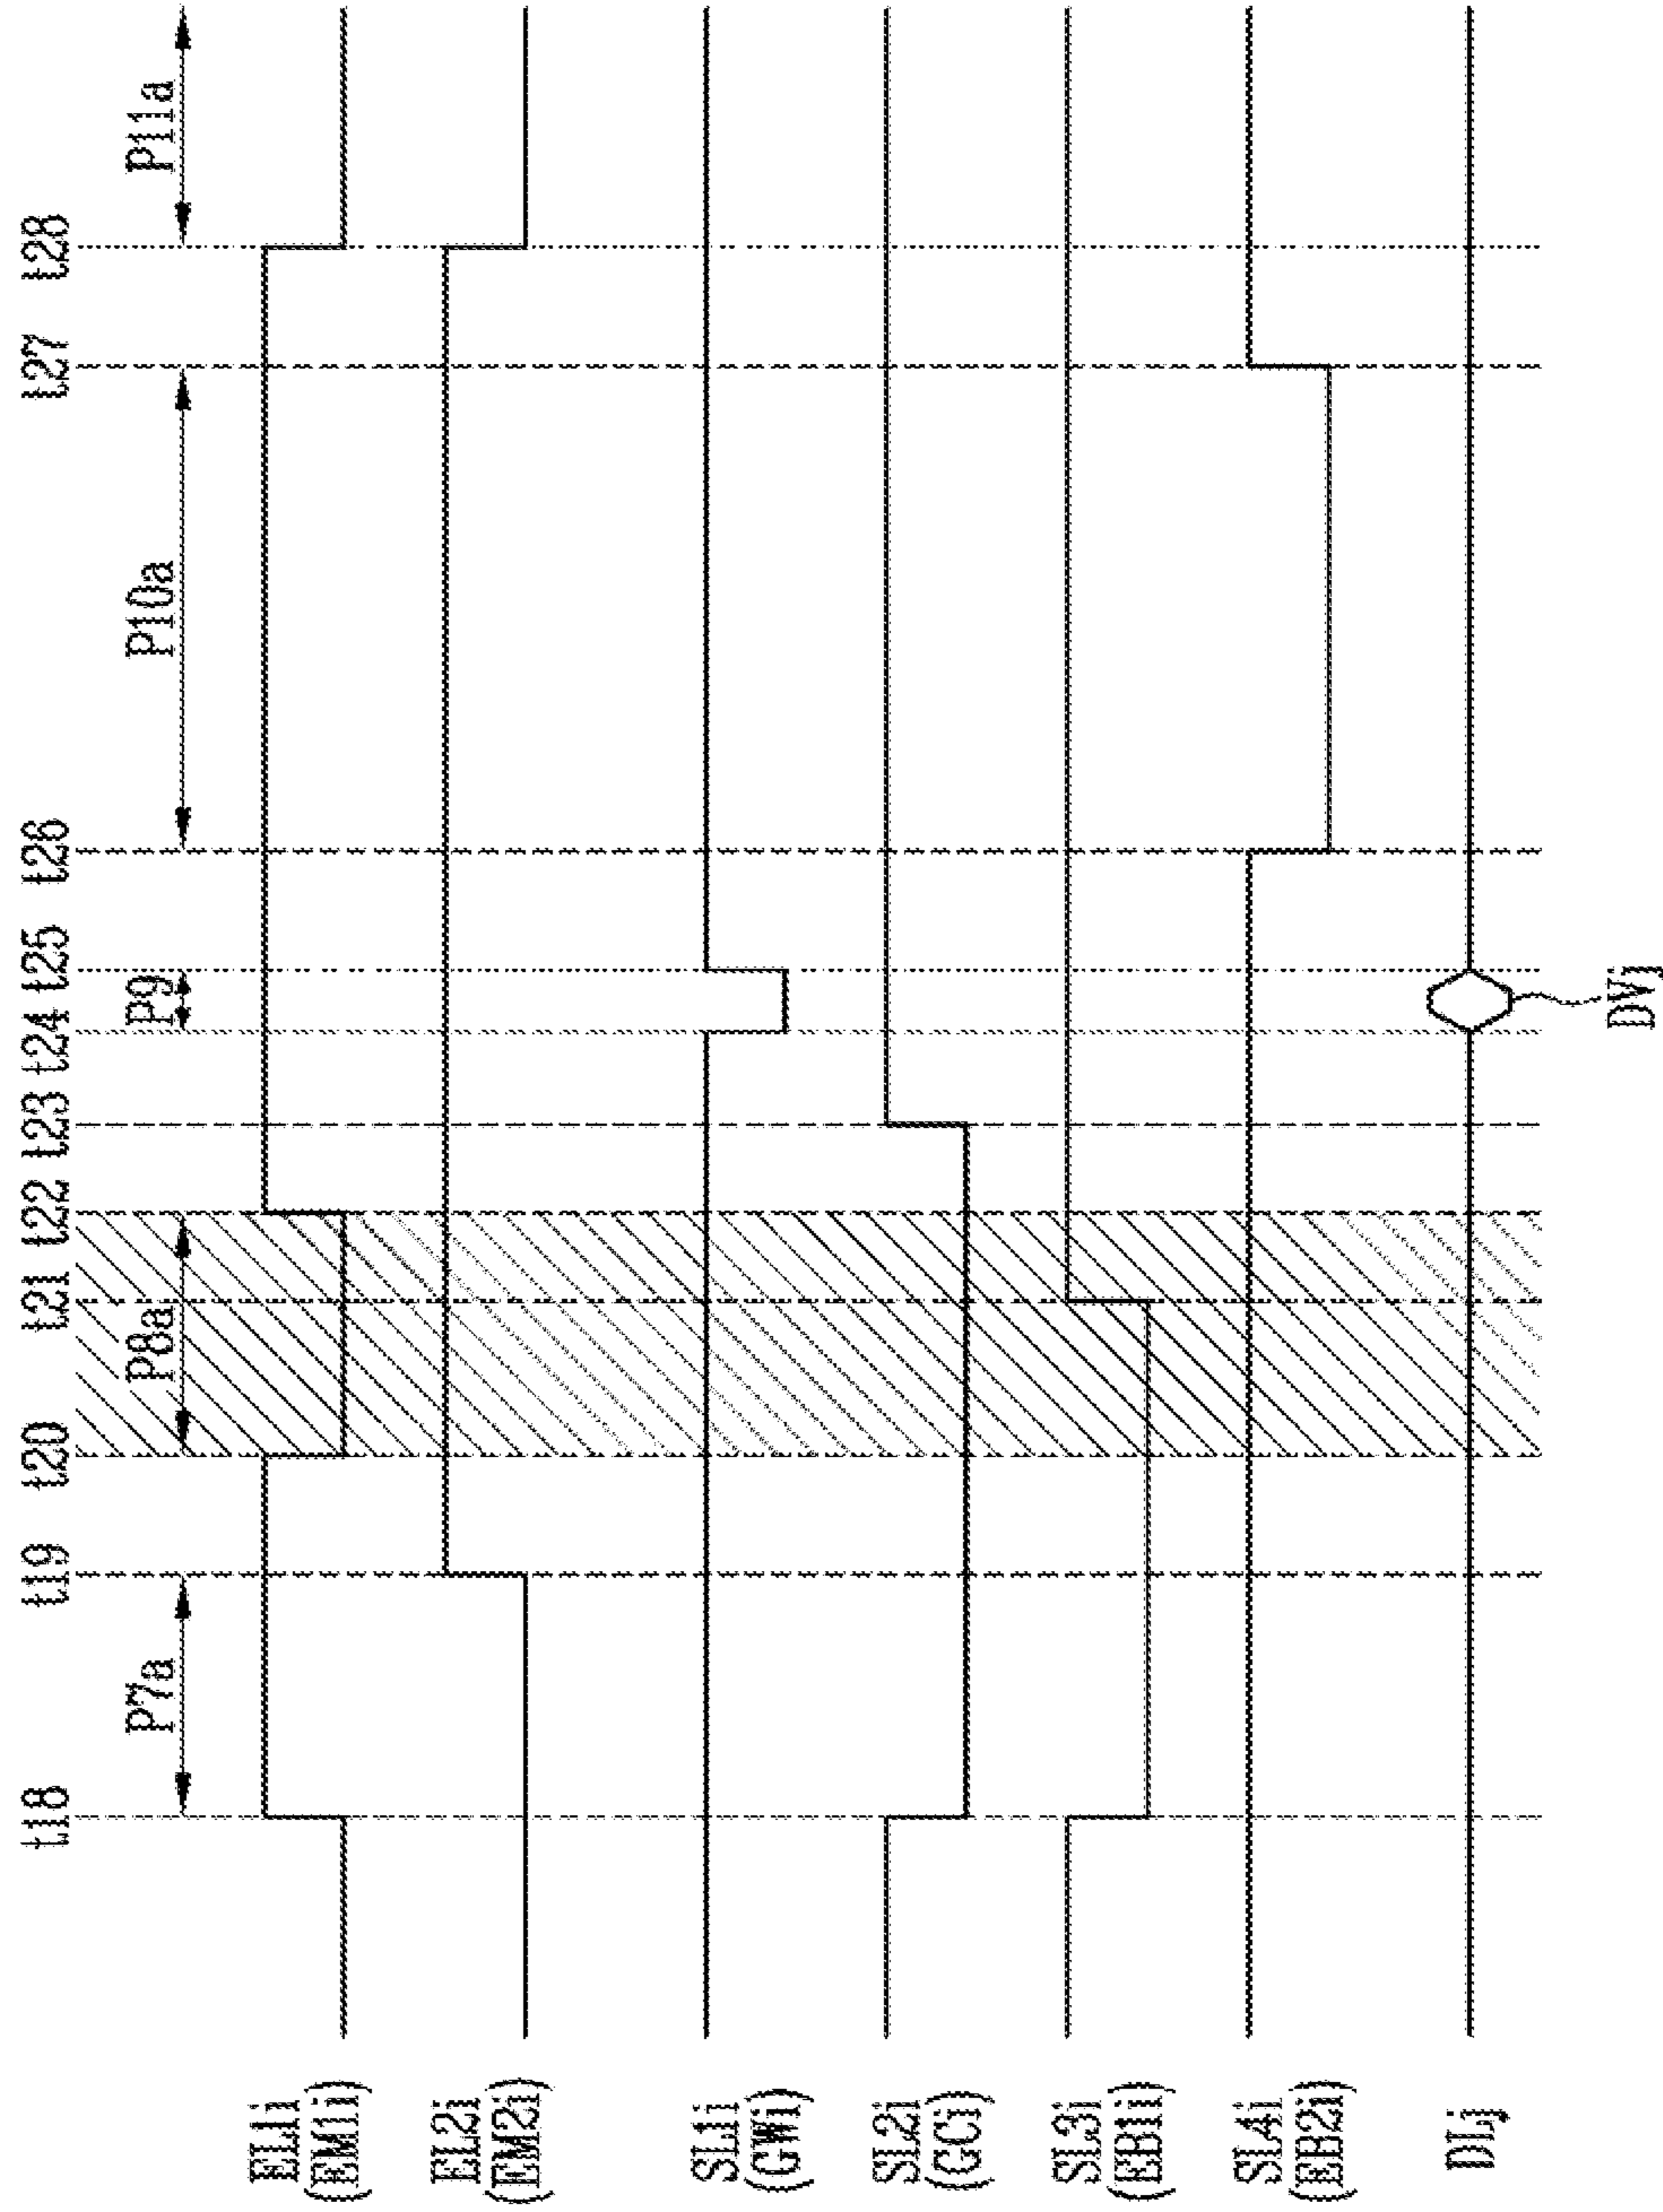 t18 t19 t20 t21 t22 t23 t24 t25 t26 t27 t28
P7a P8a P9 P10a P11a
EL1i
(EM1i)
EL2i
(EM2i)
SL1i
(GWi)
SL2i
(GCi)
SL3i
(EB1i)
SL4i
(EB2i)
DLj
DVj